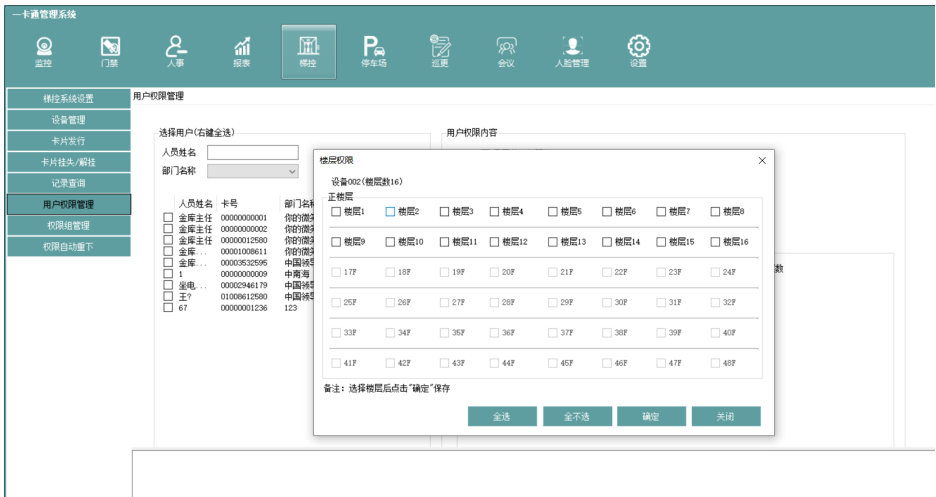 一卡通管理系统
监控 门禁 人事 报表 梯控 停车场 巡更 会议 人脸管理 设置
梯控系统设置
设备管理
卡片发行
卡片挂失/解挂
记录查询
用户权限管理
权限组管理
权限自动重下
用户权限管理
选择用户(右键全选)
人员姓名
部门名称
人员姓名 卡号 部门名称
金库主任 00000000001 你的微笑
金库主任 00000000002 你的微笑
金库主任 00000012580 你的微笑
金库... 00001008611 你的微笑
金库... 00003532595 中国领导
1 00000000009 中南海
坐电... 00002946179 中国领导
王? 01008612580 中国领导
67 00000001236 123
用户权限内容
数
楼层权限
设备002(楼层数16)
正楼层
楼层1 楼层2 楼层3 楼层4 楼层5 楼层6 楼层7 楼层8
楼层9 楼层10 楼层11 楼层12 楼层13 楼层14 楼层15 楼层16
17F 18F 19F 20F 21F 22F 23F 24F
25F 26F 27F 28F 29F 30F 31F 32F
33F 34F 35F 36F 37F 38F 39F 40F
41F 42F 43F 44F 45F 46F 47F 48F
备注：选择楼层后点击"确定"保存
全选 全不选 确定 关闭